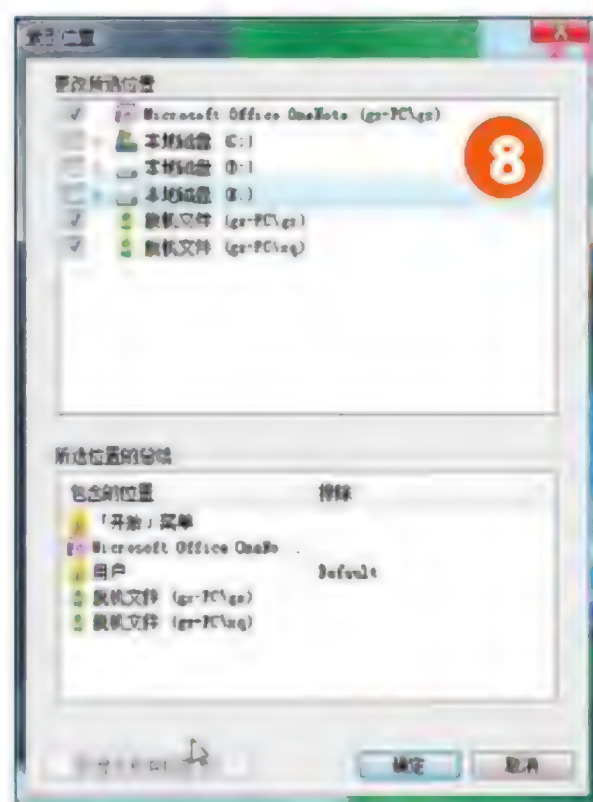 索引位置
更改所选位置
Microsoft Office OneNote (gz-PC\gz)
8
本地磁盘 (C:)
本地磁盘 (D:)
本地磁盘 (E:)
脱机文件 (gz-PC\gz)
脱机文件 (gz-PC\xq)
所选位置的总结
包含的位置 排除
「开始」菜单
Microsoft Office OneNo
用户 Default
脱机文件 (gz-PC\gz)
脱机文件 (gz-PC\xq)
确定 取消